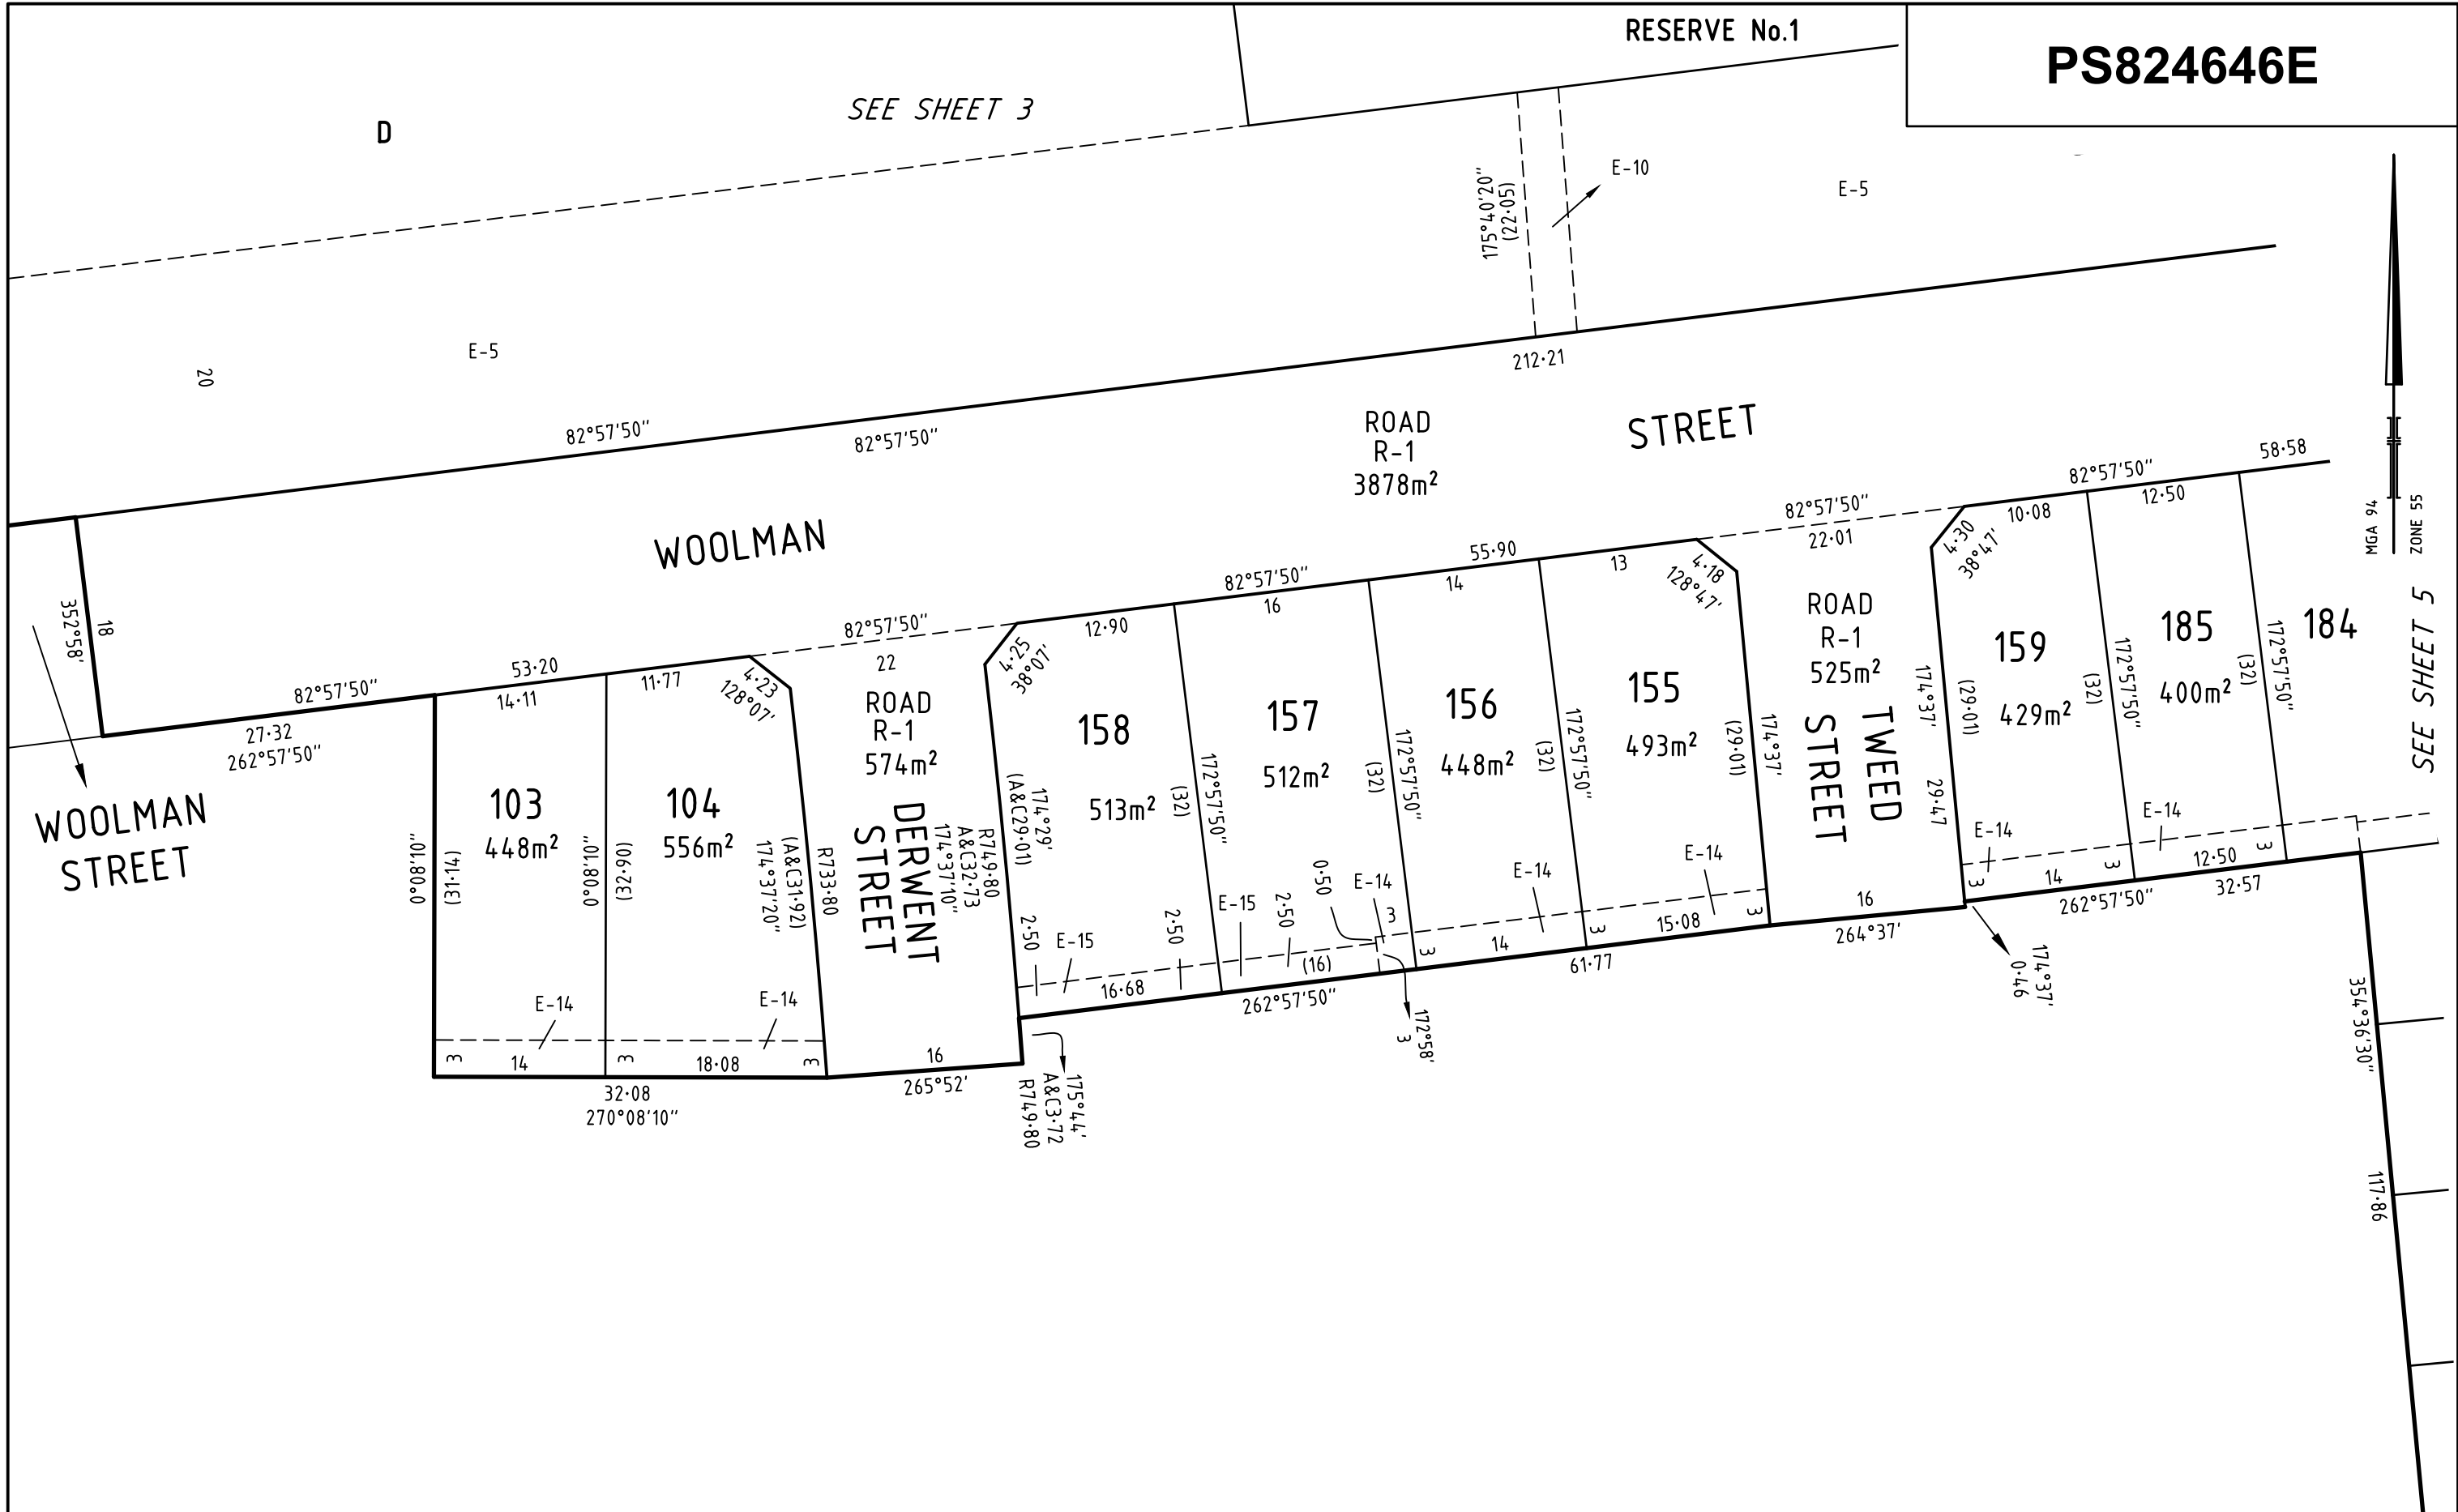 RESERVE No.1
PS824646E
SEE SHEET 3
D
E-10
175°40'20"
(22·05)
E-5
E-5
20
212·21
82°57'50"
82°57'50"
ROAD
R-1
3878m²
STREET
WOOLMAN
MGA 94
ZONE 55
SEE SHEET 5
352°58'
18
82°57'50"
27·32
262°57'50"
WOOLMAN
STREET
53·20
14·11
11·77
4·23
128°07'
82°57'50"
22
0°08'10"
(31·14)
103
448m²
0°08'10"
(32·90)
104
556m²
174°37'20"
(A&C31·92)
R733·80
E-14
E-14
3
14
3
18·08
3
32·08
270°08'10"
ROAD
R-1
574m²
DERWENT
STREET
174°37'10"
A&C32·73
R749·80
16
265°52'
175°44'
A&C3·72
R749·80
4·25
38°07'
12·90
82°57'50"
16
55·90
14
13
4·18
128°47'
174°29'
(A&C29·01)
158
513m²
(32)
172°57'50"
157
512m²
(32)
172°57'50"
156
448m²
(32)
172°57'50"
155
493m²
(29·01)
174°37'
2·50
E-15
2·50
E-15
2·50
0·50
E-14
3
E-14
E-14
16·68
(16)
262°57'50"
3
14
3
15·08
3
61·77
172°58'
3
82°57'50"
22·01
ROAD
R-1
525m²
TWEED
STREET
16
264°37'
174°37'
0·46
4·30
38°47'
10·08
82°57'50"
12·50
58·58
174°37'
29·47
(29·01)
159
429m²
(32)
172°57'50"
185
400m²
(32)
172°57'50"
184
E-14
E-14
3
14
3
12·50
3
262°57'50"
32·57
354°36'30"
117·86